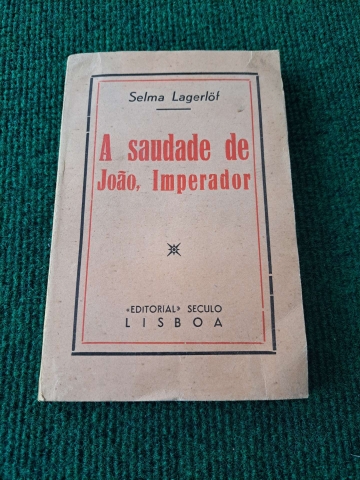 Selma Lagerlöf
A saudade de
João, Imperador
«EDITORIAL» SECULO
LISBOA